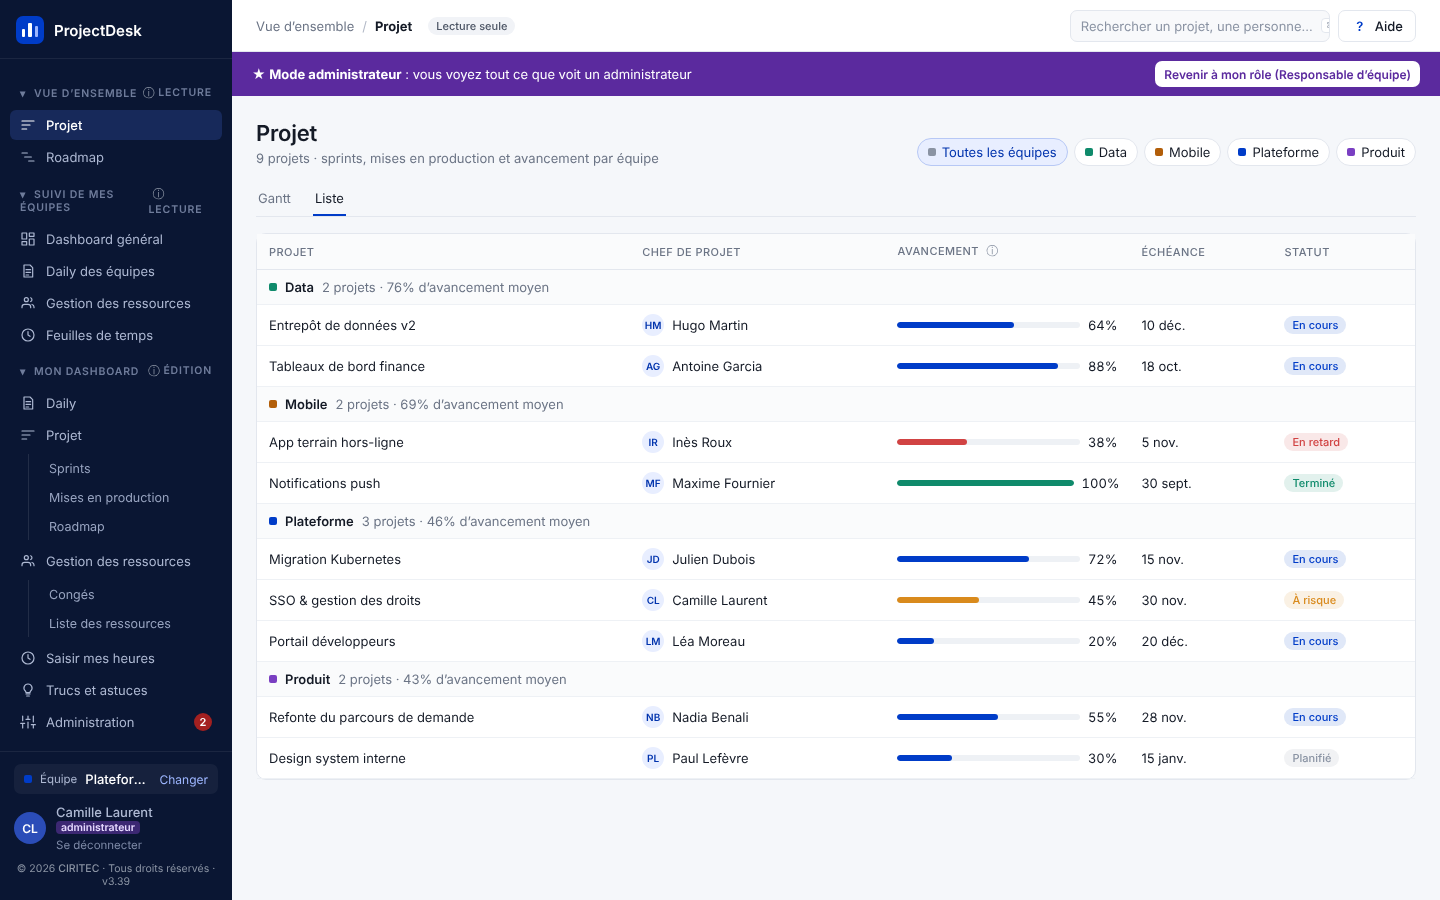 ProjectDesk
▾ VUE D’ENSEMBLE ⓘ LECTURE
Projet
Roadmap
▾ SUIVI DE MES ÉQUIPES ⓘ LECTURE
Dashboard général
Daily des équipes
Gestion des ressources
Feuilles de temps
▾ MON DASHBOARD ⓘ ÉDITION
Daily
Projet
Sprints
Mises en production
Roadmap
Gestion des ressources
Congés
Liste des ressources
Saisir mes heures
Trucs et astuces
Administration 2
Équipe Platefor… Changer
CL Camille Laurent
administrateur
Se déconnecter
© 2026 CIRITEC · Tous droits réservés ·
v3.39
Vue d’ensemble / Projet Lecture seule
Rechercher un projet, une personne…
? Aide
★ Mode administrateur : vous voyez tout ce que voit un administrateur
Revenir à mon rôle (Responsable d’équipe)
Projet
9 projets · sprints, mises en production et avancement par équipe
Toutes les équipes Data Mobile Plateforme Produit
Gantt Liste
PROJET CHEF DE PROJET AVANCEMENT ⓘ ÉCHÉANCE STATUT
Data 2 projets · 76% d’avancement moyen
Entrepôt de données v2 HM Hugo Martin 64% 10 déc. En cours
Tableaux de bord finance AG Antoine Garcia 88% 18 oct. En cours
Mobile 2 projets · 69% d’avancement moyen
App terrain hors-ligne IR Inès Roux 38% 5 nov. En retard
Notifications push MF Maxime Fournier 100% 30 sept. Terminé
Plateforme 3 projets · 46% d’avancement moyen
Migration Kubernetes JD Julien Dubois 72% 15 nov. En cours
SSO & gestion des droits CL Camille Laurent 45% 30 nov. À risque
Portail développeurs LM Léa Moreau 20% 20 déc. En cours
Produit 2 projets · 43% d’avancement moyen
Refonte du parcours de demande NB Nadia Benali 55% 28 nov. En cours
Design system interne PL Paul Lefèvre 30% 15 janv. Planifié